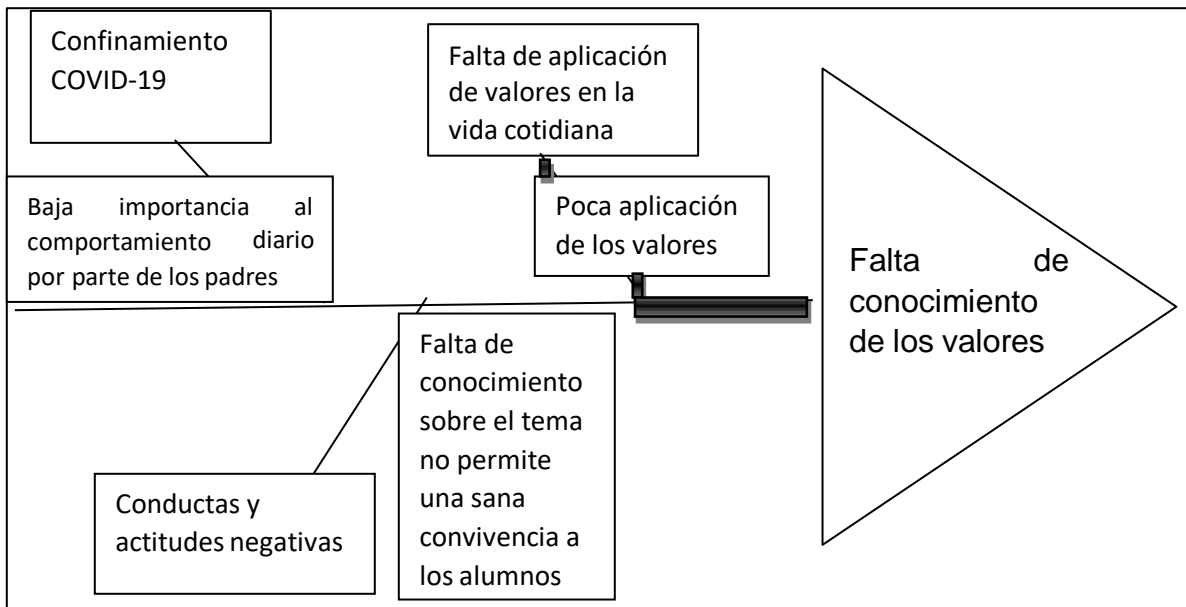 Confinamiento
COVID-19
Baja importancia al
comportamiento diario
por parte de los padres
Falta de aplicación
de valores en la
vida cotidiana
Poca aplicación
de los valores
Falta de
conocimiento
de los valores
Conductas y
actitudes negativas
Falta de
conocimiento
sobre el tema
no permite
una sana
convivencia a
los alumnos